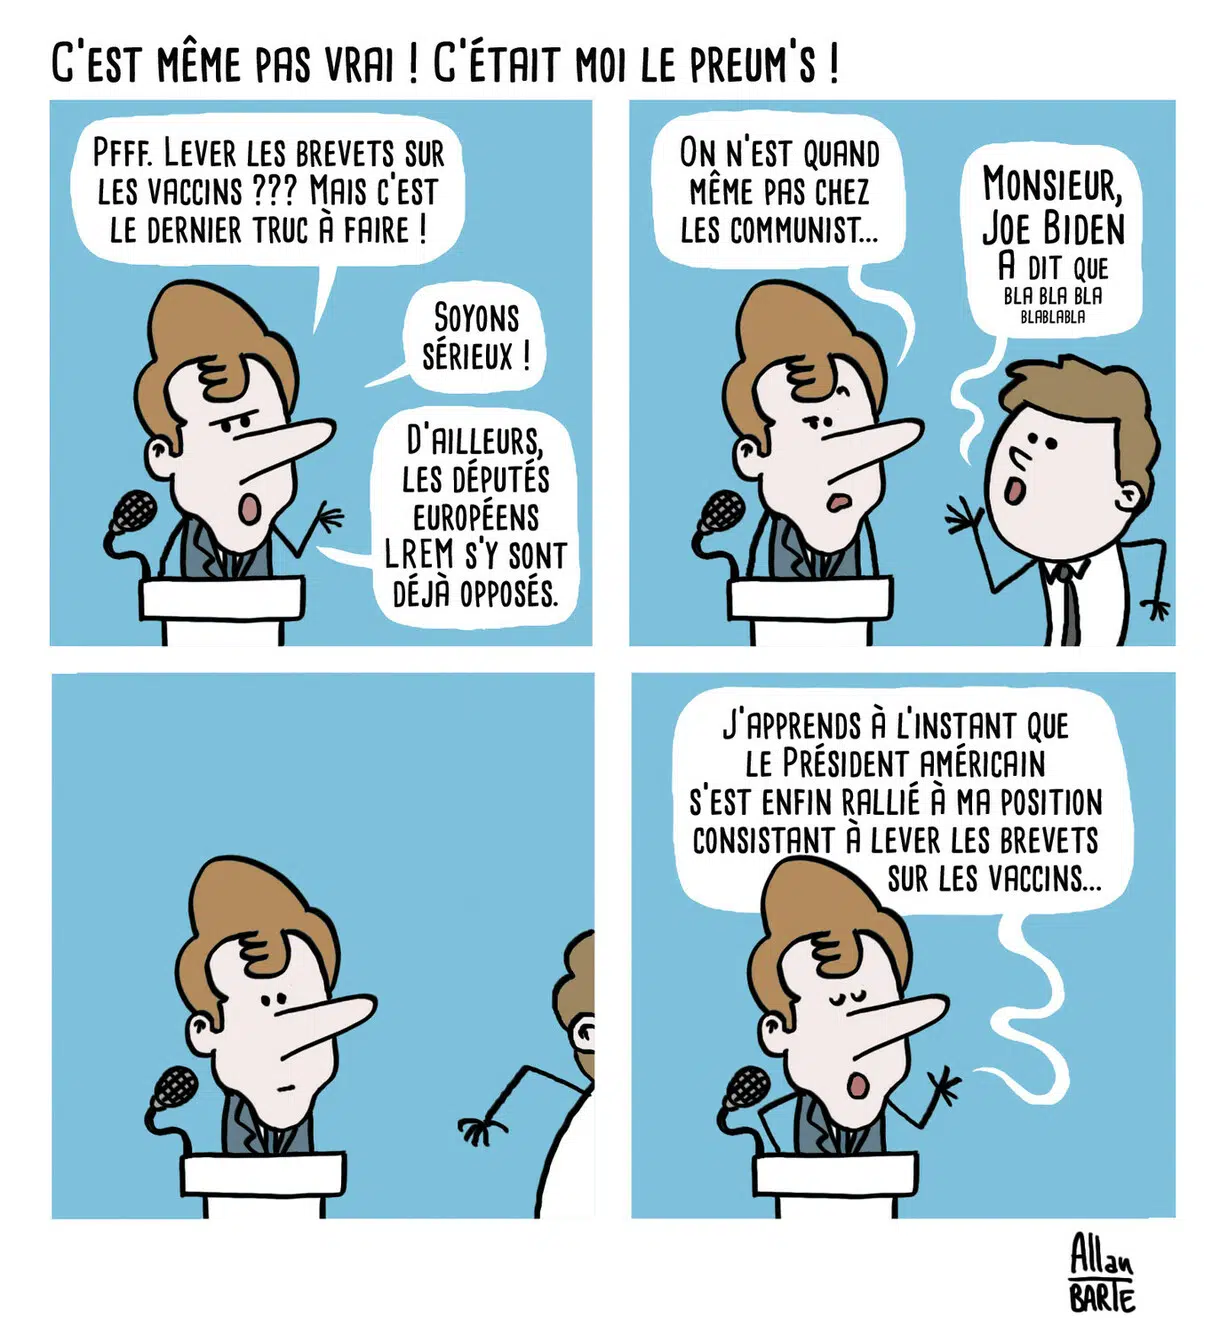 C'est même pas vrai ! C'était moi le preum's !
Pfff. Lever les brevets sur
les vaccins ??? Mais c'est
le dernier truc à faire !
Soyons
sérieux !
D'ailleurs,
les députés
européens
LREM s'y sont
déjà opposés.
On n'est quand
même pas chez
les communist...
Monsieur,
Joe Biden
a dit que
bla bla bla
blablabla
J'apprends à l'instant que
le Président américain
s'est enfin rallié à ma position
consistant à lever les brevets
sur les vaccins...
Allan
Barte